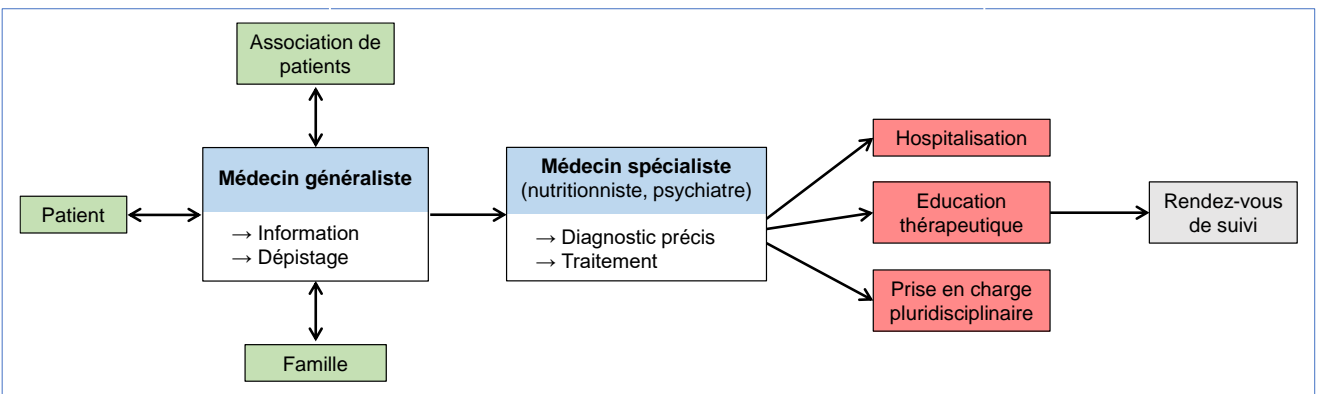 Association de
patients
Médecin généraliste
→ Information
→ Dépistage
Patient
Famille
Médecin spécialiste
(nutritionniste, psychiatre)
→ Diagnostic précis
→ Traitement
Hospitalisation
Education
thérapeutique
Prise en charge
pluridisciplinaire
Rendez-vous
de suivi